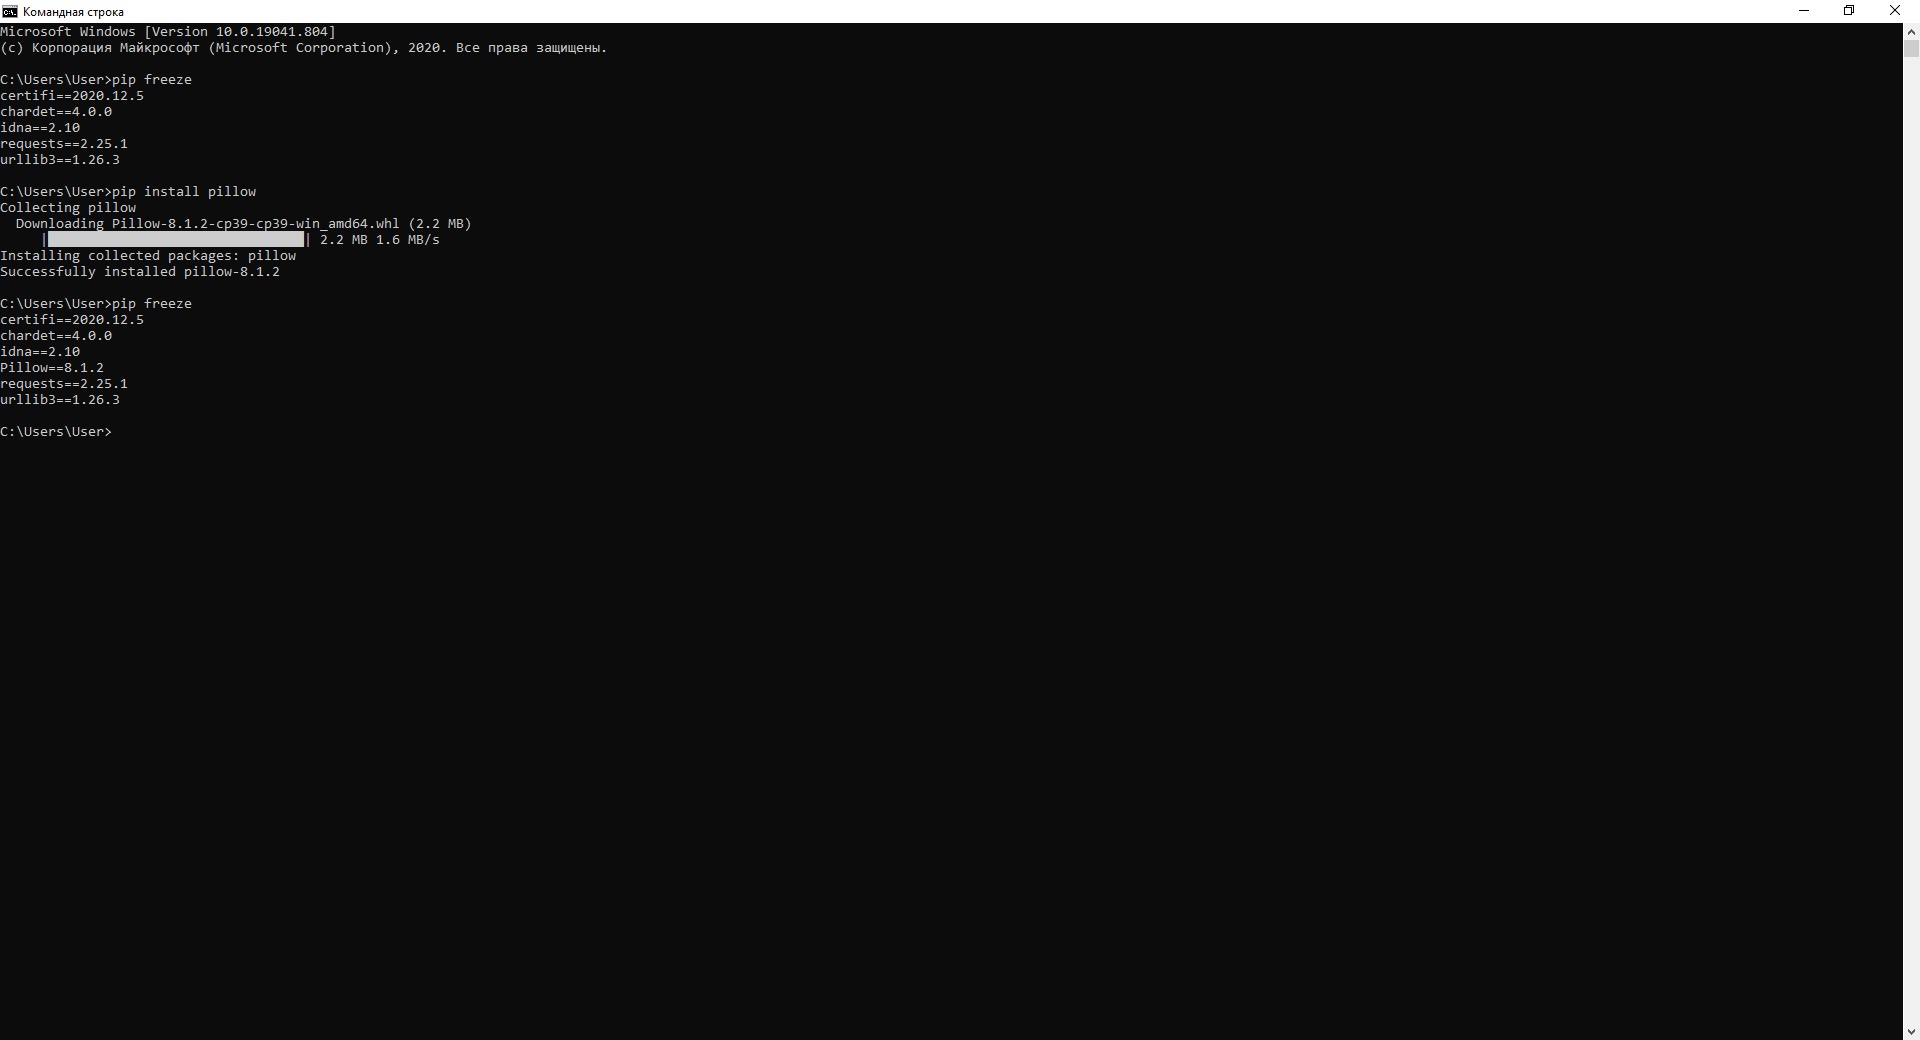 Командная строка
Microsoft Windows [Version 10.0.19041.804]
(c) Корпорация Майкрософт (Microsoft Corporation), 2020. Все права защищены.
C:\Users\User>pip freeze
certifi==2020.12.5
chardet==4.0.0
idna==2.10
requests==2.25.1
urllib3==1.26.3
C:\Users\User>pip install pillow
Collecting pillow
  Downloading Pillow-8.1.2-cp39-cp39-win_amd64.whl (2.2 MB)
     |████████████████████████████████| 2.2 MB 1.6 MB/s
Installing collected packages: pillow
Successfully installed pillow-8.1.2
C:\Users\User>pip freeze
certifi==2020.12.5
chardet==4.0.0
idna==2.10
Pillow==8.1.2
requests==2.25.1
urllib3==1.26.3
C:\Users\User>